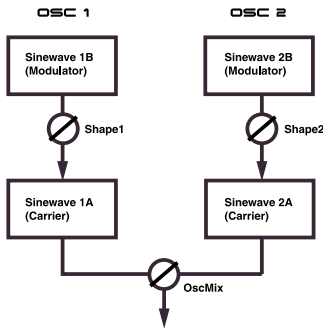 OSC 1
OSC 2
Sinewave 1B
(Modulator)
Sinewave 2B
(Modulator)
Shape1
Shape2
Sinewave 1A
(Carrier)
Sinewave 2A
(Carrier)
OscMix